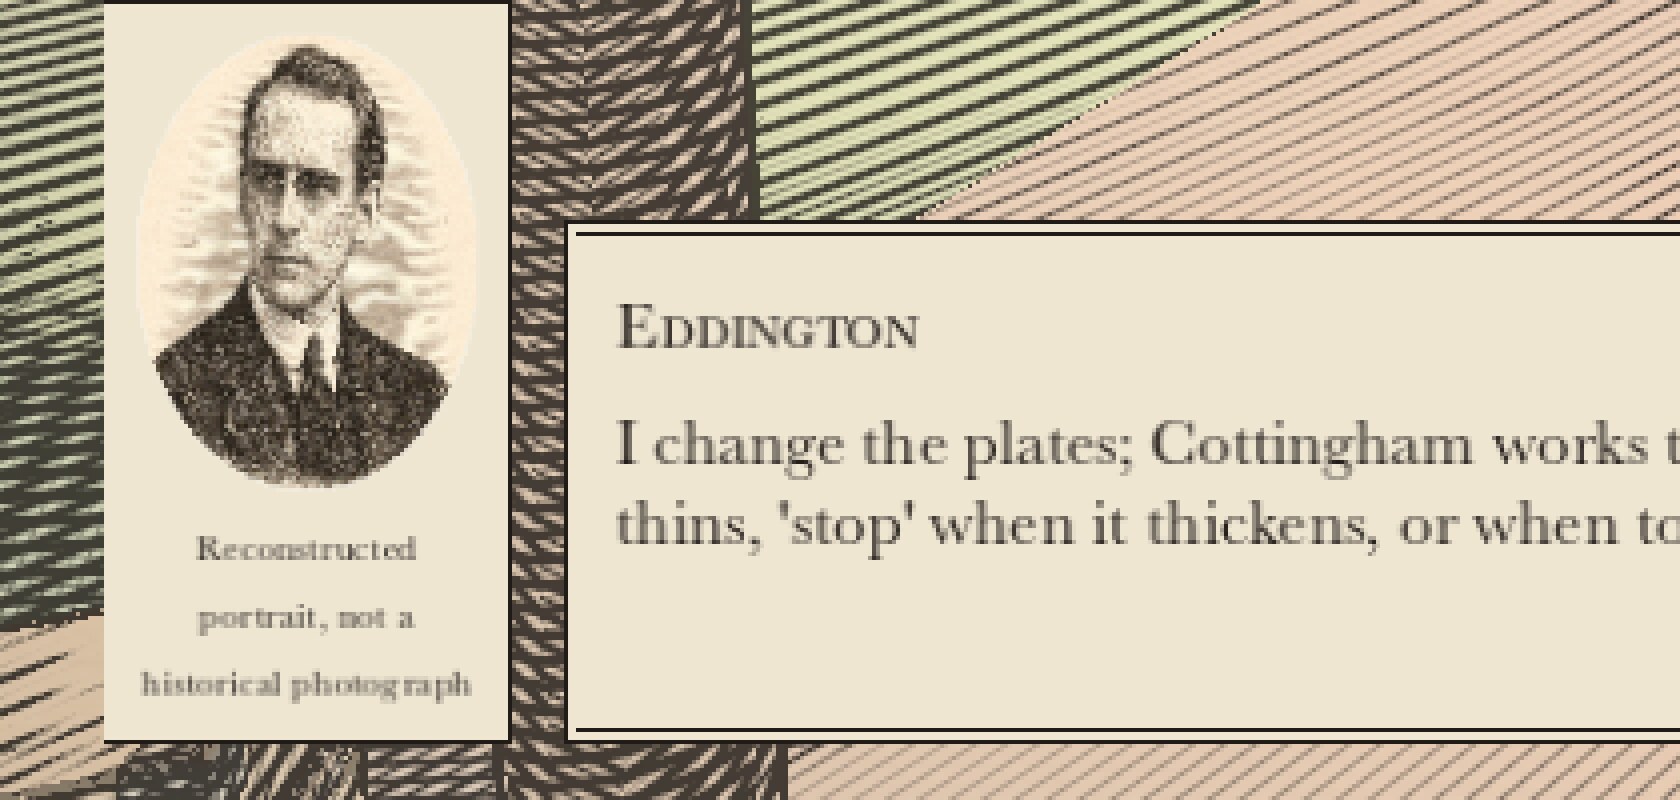 Reconstructed
portrait, not a
historical photograph
EDDINGTON
I change the plates; Cottingham works
thins, 'stop' when it thickens, or when